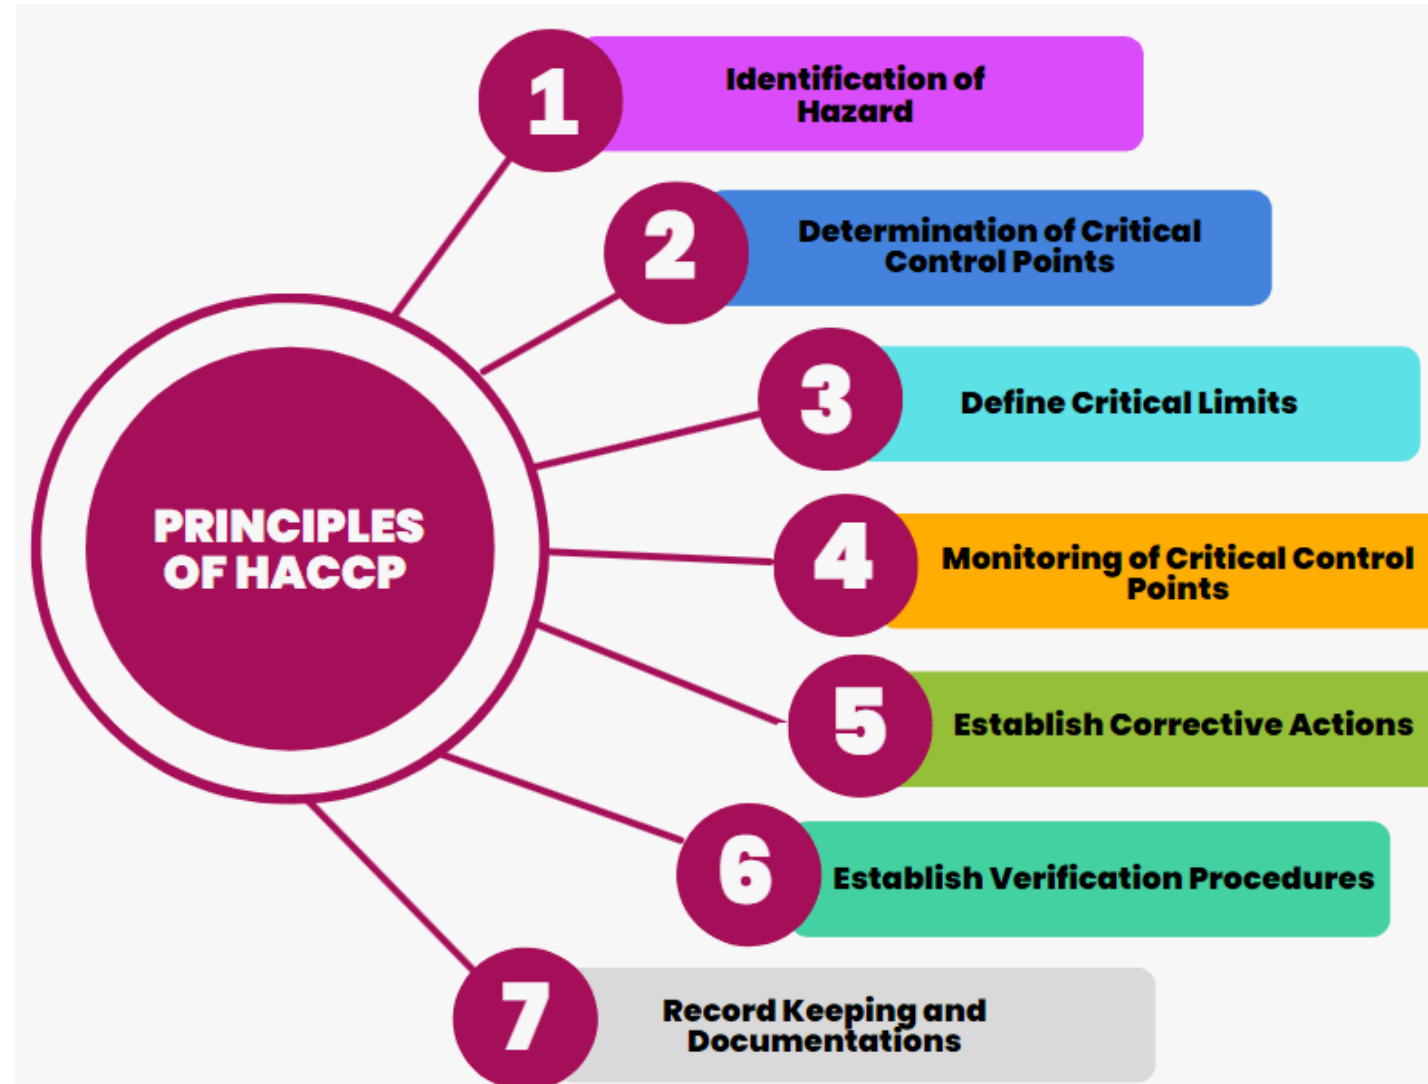 1
Identification of
Hazard
2
Determination of Critical
Control Points
3
Define Critical Limits
PRINCIPLES
OF HACCP
4
Monitoring of Critical Control
Points
5
Establish Corrective Actions
6
Establish Verification Procedures
7
Record Keeping and
Documentations